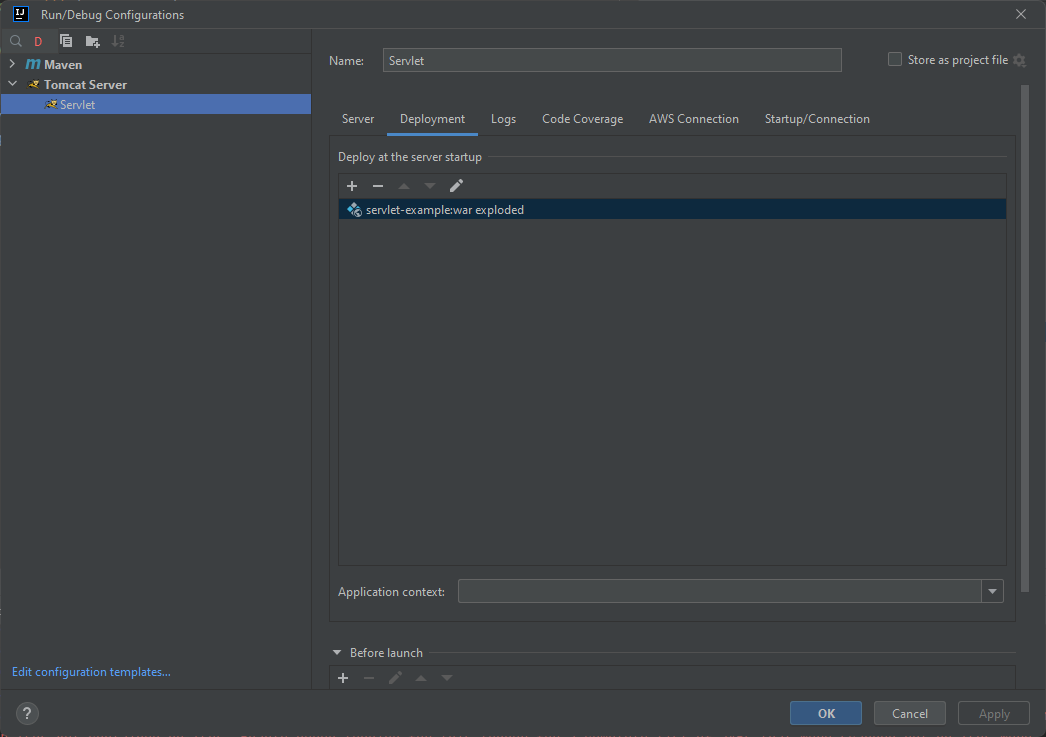 IJ Run/Debug Configurations
D
Name: Servlet
Store as project file
m Maven
Tomcat Server
Servlet
Server Deployment Logs Code Coverage AWS Connection Startup/Connection
Deploy at the server startup
servlet-example:war exploded
Application context:
Before launch
Edit configuration templates...
? OK Cancel Apply